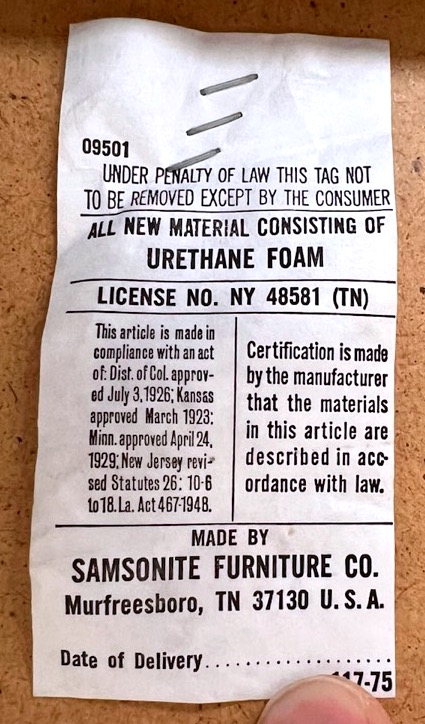 09501
UNDER PENALTY OF LAW THIS TAG NOT
TO BE REMOVED EXCEPT BY THE CONSUMER
ALL NEW MATERIAL CONSISTING OF
URETHANE FOAM
LICENSE NO. NY 48581 (TN)
This article is made in
compliance with an act
of: Dist. of Col. approv-
ed July 3, 1926; Kansas
approved March 1923;
Minn. approved April 24,
1929; New Jersey revi-
sed Statutes 26: 10-6
to 18. La. Act 467-1948.
Certification is made
by the manufacturer
that the materials
in this article are
described in acc-
ordance with law.
MADE BY
SAMSONITE FURNITURE CO.
Murfreesboro, TN 37130 U.S.A.
Date of Delivery..........................